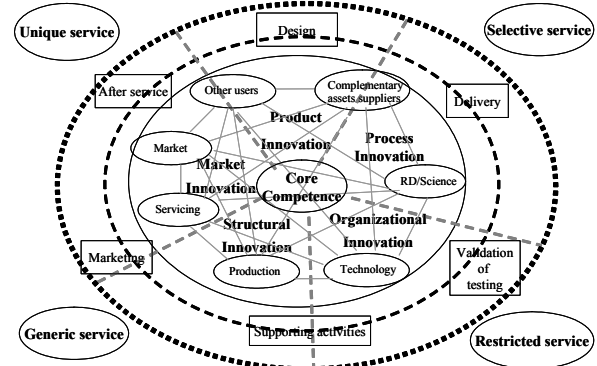 Unique service
Design
Selective service
After service
Other users
Complementary
assets/suppliers
Delivery
Product
Innovation
Process
Innovation
Market
Market
Innovation
Core
Competence
RD/Science
Servicing
Structural
Innovation
Organizational
Innovation
Marketing
Production
Technology
Validation
of
testing
Generic service
Supporting activities
Restricted service